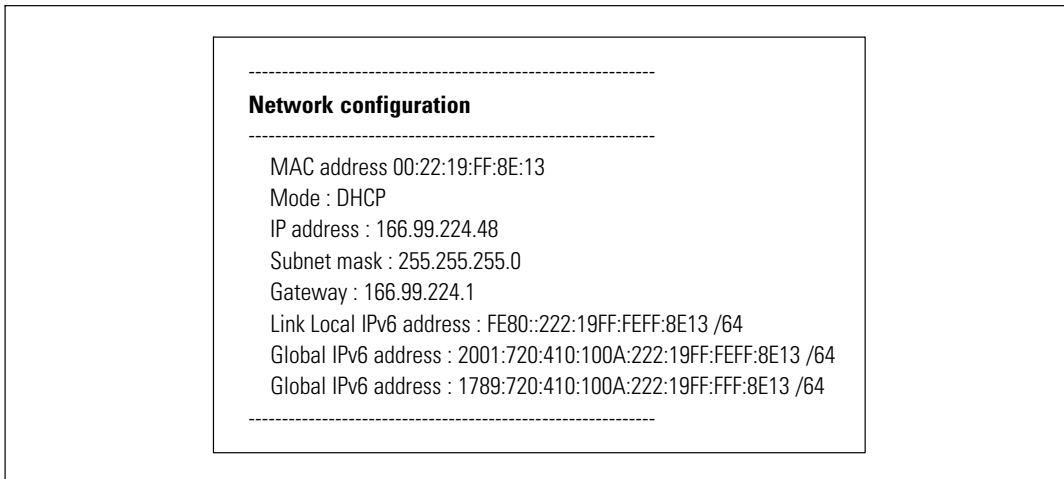 -------------------------------------------------------------
Network configuration
-------------------------------------------------------------
MAC address 00:22:19:FF:8E:13
Mode : DHCP
IP address : 166.99.224.48
Subnet mask : 255.255.255.0
Gateway : 166.99.224.1
Link Local IPv6 address : FE80::222:19FF:FEFF:8E13 /64
Global IPv6 address : 2001:720:410:100A:222:19FF:FEFF:8E13 /64
Global IPv6 address : 1789:720:410:100A:222:19FF:FFF:8E13 /64
-------------------------------------------------------------